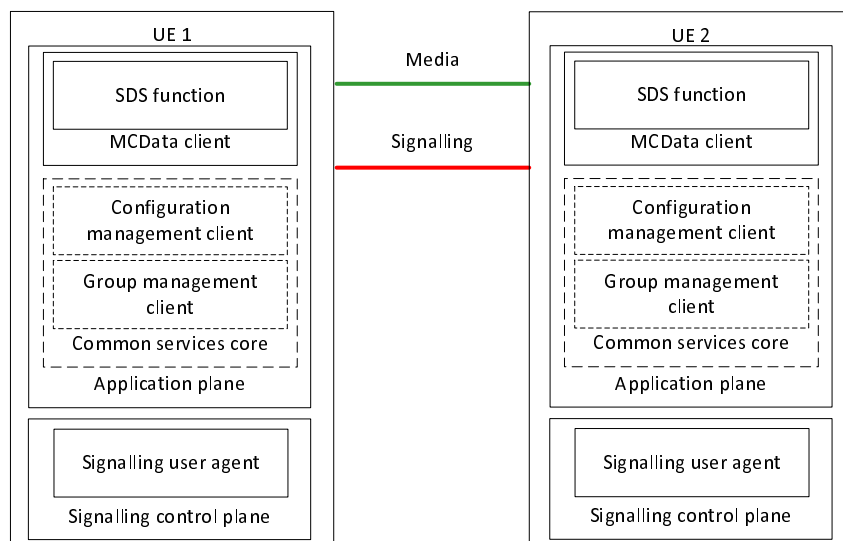 UE 1
SDS function
MCData client
Configuration
management client
Group management
client
Common services core
Application plane
Signalling user agent
Signalling control plane
Media
Signalling
UE 2
SDS function
MCData client
Configuration
management client
Group management
client
Common services core
Application plane
Signalling user agent
Signalling control plane